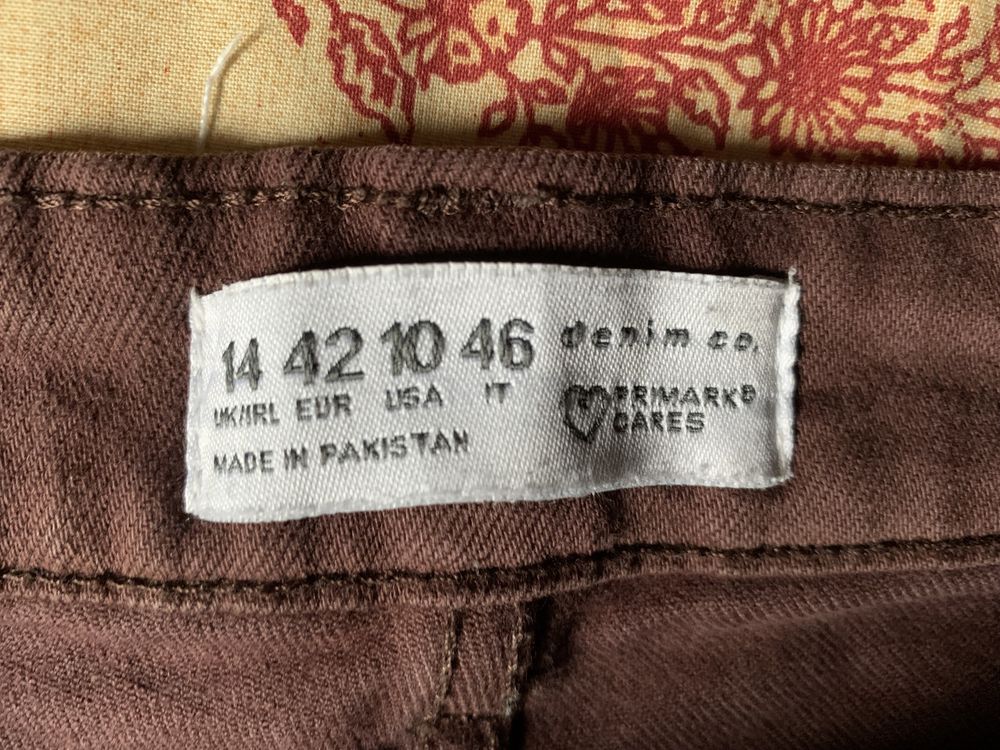 14 42 10 46
UK/IRL EUR USA IT
MADE IN PAKISTAN
denim co.
PRIMARK®
CARES